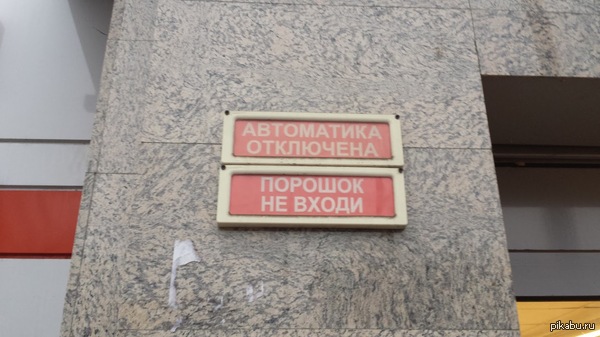 АВТОМАТИКА
ОТКЛЮЧЕНА
ПОРОШОК
НЕ ВХОДИ
pikabu.ru